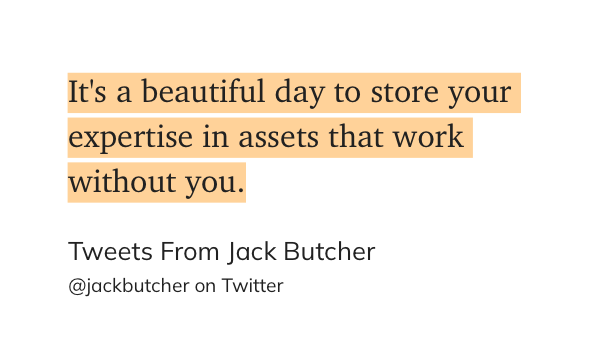 It's a beautiful day to store your
expertise in assets that work
without you.
Tweets From Jack Butcher
@jackbutcher on Twitter